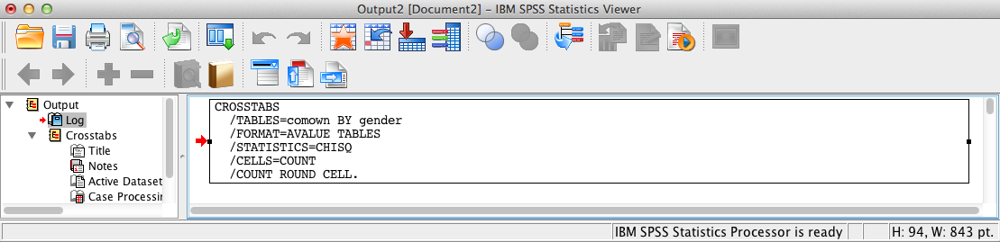 Output2 [Document2] – IBM SPSS Statistics Viewer
Output
Log
Crosstabs
Title
Notes
Active Dataset
Case Processin
CROSSTABS
/TABLES=comown BY gender
/FORMAT=AVALUE TABLES
/STATISTICS=CHISQ
/CELLS=COUNT
/COUNT ROUND CELL.
IBM SPSS Statistics Processor is ready
H: 94, W: 843 pt.